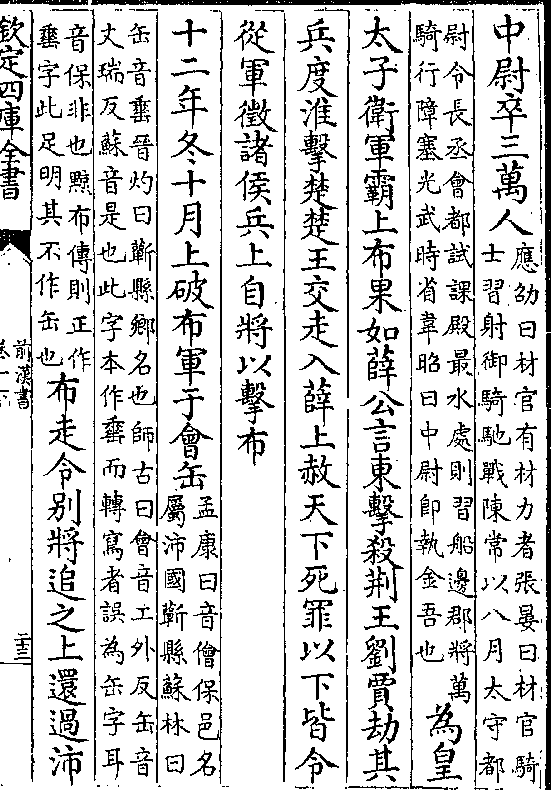 中尉卒三萬人
應劭曰材官有材力者張晏曰材官騎
士習射御騎馳戰陳常以八月太守都
尉令長丞會都試課殿最水處則習船邊郡將萬
騎行障塞光武時省韋昭曰中尉即執金吾也
為皇
太子衛軍霸上布果如薛公言東擊殺荆王劉賈劫其
兵度淮擊楚楚王交走入薛上赦天下死罪以下皆令
從軍徵諸侯兵上自將以擊布
十二年冬十月上破布軍于會缶
孟康曰音儈保邑名
屬沛國蘄縣蘇林曰
缶音甀晉灼曰蘄縣鄉名也師古曰會音工外反缶音
丈瑞反蘇音是也此字本作甀而轉寫者誤為缶字耳
音保非也黥布傳則正作
甀字此足明其不作缶也
布走令别將追之上還過沛
欽定四庫全書
前漢書
卷一下
二十三